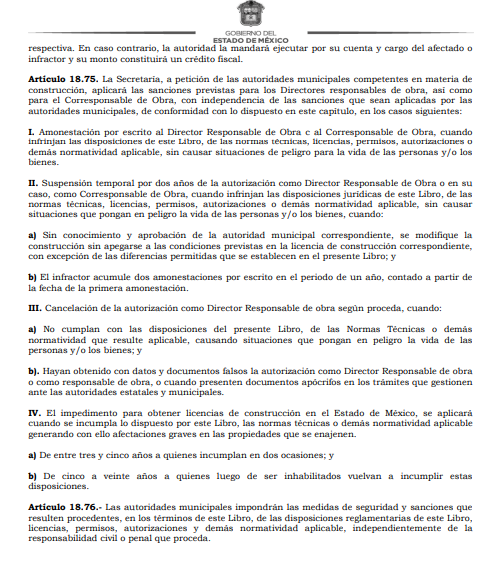 GOBIERNO DEL
ESTADO DE MÉXICO
respectiva. En caso contrario, la autoridad la mandará ejecutar por su cuenta y cargo del afectado o
infractor y su monto constituirá un crédito fiscal.
Artículo 18.75. La Secretaría, a petición de las autoridades municipales competentes en materia de
construcción, aplicará las sanciones previstas para los Directores responsables de obra, así como
para el Corresponsable de Obra, con independencia de las sanciones que sean aplicadas por las
autoridades municipales, de conformidad con lo dispuesto en este capítulo, en los casos siguientes:
I. Amonestación por escrito al Director Responsable de Obra c al Corresponsable de Obra, cuando
infrinjan las disposiciones de este Libro, de las normas técnicas, licencias, permisos, autorizaciones o
demás normatividad aplicable, sin causar situaciones de peligro para la vida de las personas y/o los
bienes.
II. Suspensión temporal por dos años de la autorización como Director Responsable de Obra o en su
caso, como Corresponsable de Obra, cuando infrinjan las disposiciones jurídicas de este Libro, de las
normas técnicas, licencias, permisos, autorizaciones o demás normatividad aplicable, sin causar
situaciones que pongan en peligro la vida de las personas y/o los bienes, cuando:
a) Sin conocimiento y aprobación de la autoridad municipal correspondiente, se modifique la
construcción sin apegarse a las condiciones previstas en la licencia de construcción correspondiente,
con excepción de las diferencias permitidas que se establecen en el presente Libro; y
b) El infractor acumule dos amonestaciones por escrito en el periodo de un año, contado a partir de
la fecha de la primera amonestación.
III. Cancelación de la autorización como Director Responsable de obra según proceda, cuando:
a) No cumplan con las disposiciones del presente Libro, de las Normas Técnicas o demás
normatividad que resulte aplicable, causando situaciones que pongan en peligro la vida de las
personas y/o los bienes; y
b). Hayan obtenido con datos y documentos falsos la autorización como Director Responsable de obra
o como responsable de obra, o cuando presenten documentos apócrifos en los trámites que gestionen
ante las autoridades estatales y municipales.
IV. El impedimento para obtener licencias de construcción en el Estado de México, se aplicará
cuando se incumpla lo dispuesto por este Libro, las normas técnicas o demás normatividad aplicable
generando con ello afectaciones graves en las propiedades que se enajenen.
a) De entre tres y cinco años a quienes incumplan en dos ocasiones; y
b) De cinco a veinte años a quienes luego de ser inhabilitados vuelvan a incumplir estas
disposiciones.
Artículo 18.76.- Las autoridades municipales impondrán las medidas de seguridad y sanciones que
resulten procedentes, en los términos de este Libro, de las disposiciones reglamentarias de este Libro,
licencias, permisos, autorizaciones y demás normatividad aplicable, independientemente de la
responsabilidad civil o penal que proceda.